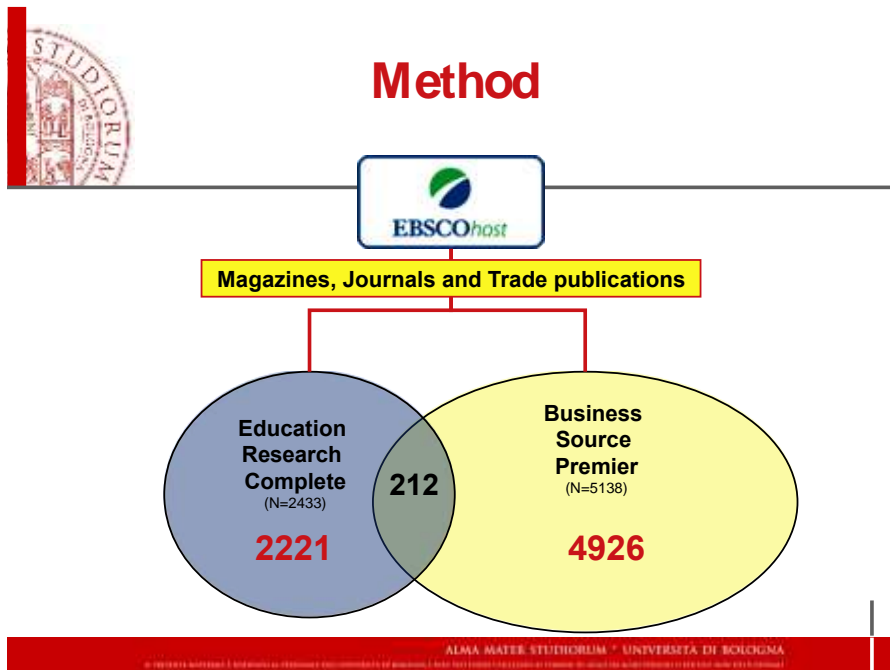 STUDIORUM
Method
EBSCOhost
Magazines, Journals and Trade publications
Education
Research
Complete
(N=2433)
2221
212
Business
Source
Premier
(N=5138)
4926
ALMA MATER STUDIORUM * UNIVERSITÀ DI BOLOGNA